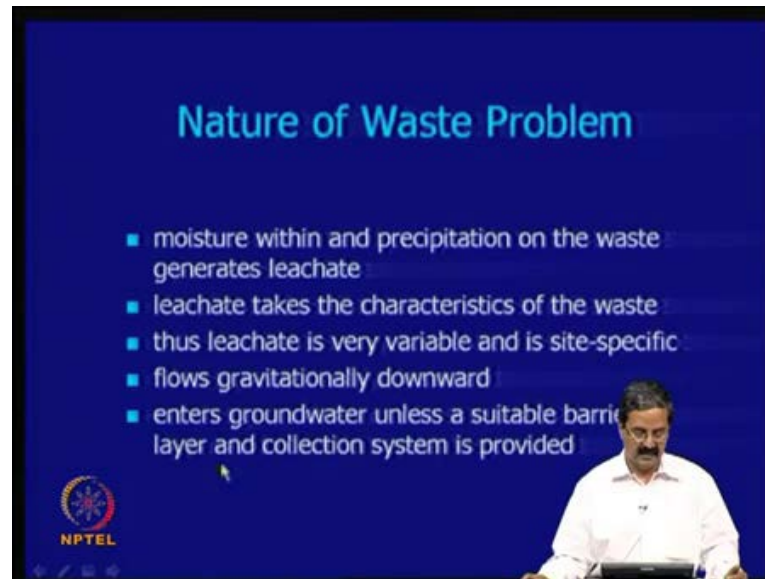 Nature of Waste Problem
moisture within and precipitation on the waste
generates leachate
leachate takes the characteristics of the waste
thus leachate is very variable and is site-specific
flows gravitationally downward
enters groundwater unless a suitable barrie
layer and collection system is provided
NPTEL